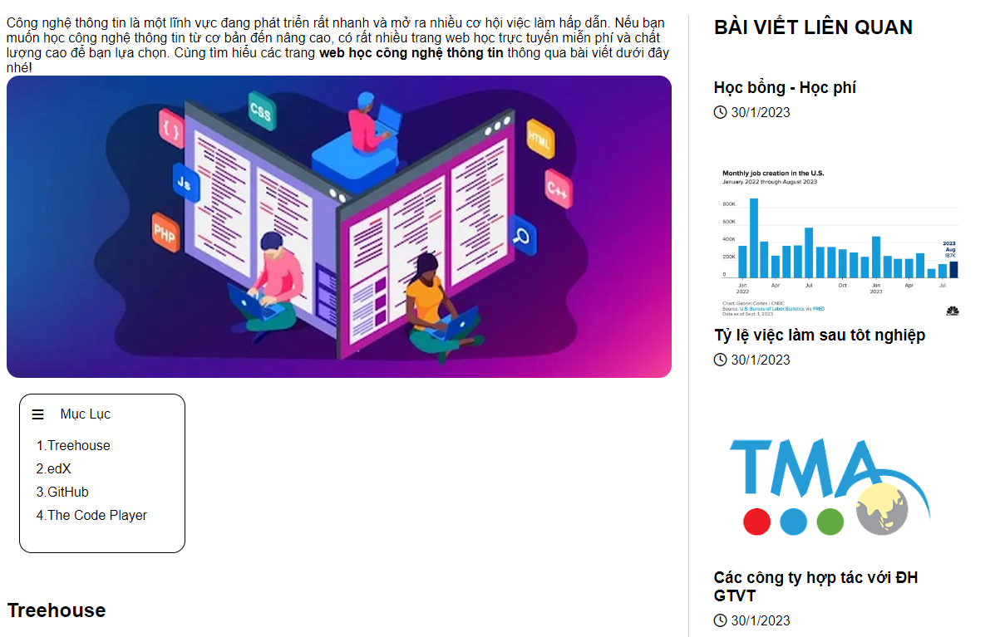 Công nghệ thông tin là một lĩnh vực đang phát triển rất nhanh và mở ra nhiều cơ hội việc làm hấp dẫn. Nếu bạn
muốn học công nghệ thông tin từ cơ bản đến nâng cao, có rất nhiều trang web học trực tuyến miễn phí và chất
lượng cao để bạn lựa chọn. Cùng tìm hiểu các trang web học công nghệ thông tin thông qua bài viết dưới đây
nhé!
{ }
CSS
HTML
Js
C++
PHP
Mục Lục
1.Treehouse
2.edX
3.GitHub
4.The Code Player
Treehouse
BÀI VIẾT LIÊN QUAN
Học bổng - Học phí
30/1/2023
Monthly job creation in the U.S.
January 2022 through August 2023
800K
600K
400K
200K
0
2023
Aug
187K
Jan Apr Jul Oct Jan Apr Jul
2022 2023
Chart: Gabriel Cortes / CNBC
Source: U.S. Bureau of Labor Statistics via FRED
Data as of Sept. 1, 2023
Tỷ lệ việc làm sau tôt nghiệp
30/1/2023
TMA
Các công ty hợp tác với ĐH
GTVT
30/1/2023